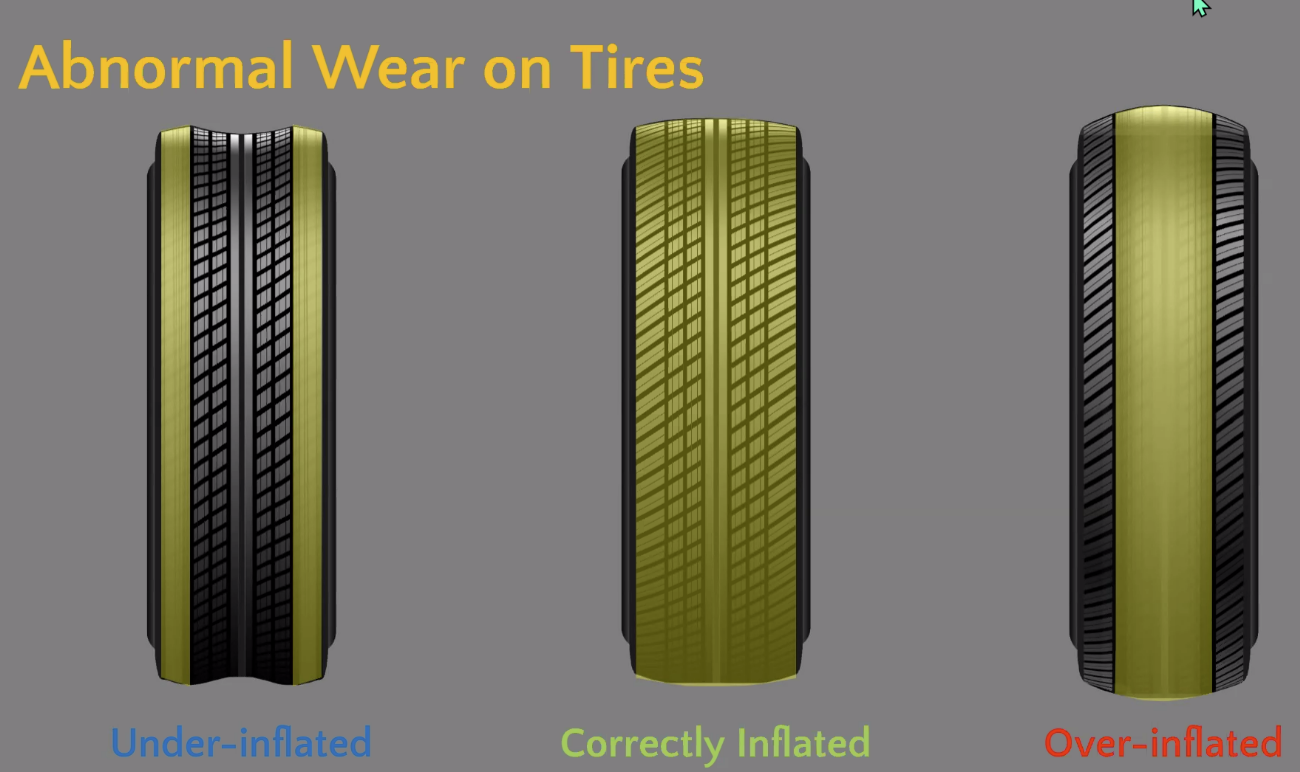 Abnormal Wear on Tires
Under-inflated
Correctly Inflated
Over-inflated